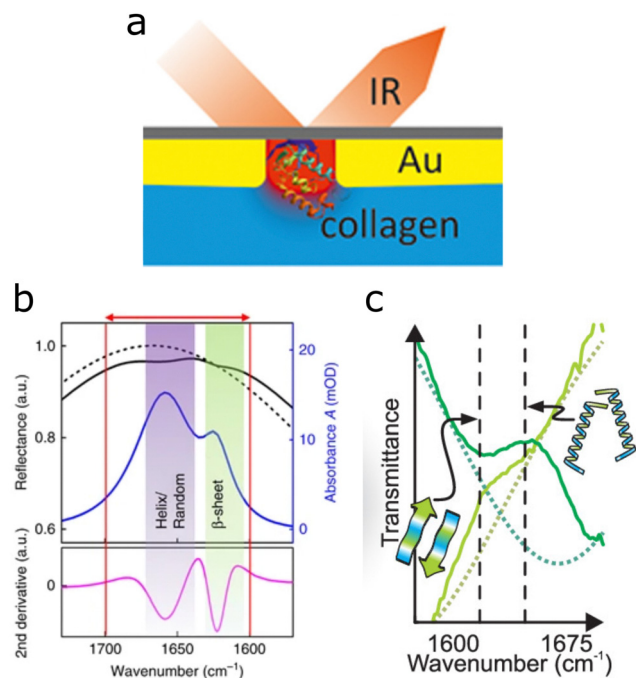 a
IR
Au
collagen
b
1.0
0.8
0.6
Reflectance (a.u.)
20
10
0
Absorbance A (mOD)
Helix/
Random
β-sheet
0
2nd derivative (a.u.)
1700
1650
1600
Wavenumber (cm⁻¹)
c
Transmittance
1600
1675
Wavenumber (cm⁻¹)